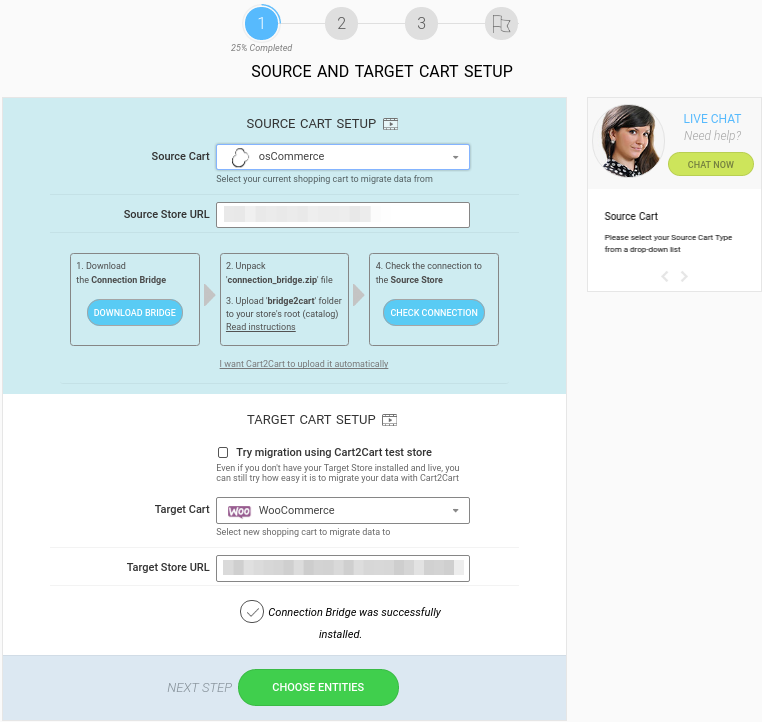 1
2
3
25% Completed
SOURCE AND TARGET CART SETUP
SOURCE CART SETUP
Source Cart
osCommerce
Select your current shopping cart to migrate data from
Source Store URL
1. Download
the Connection Bridge
DOWNLOAD BRIDGE
2. Unpack
'connection_bridge.zip' file
3. Upload 'bridge2cart' folder
to your store's root (catalog)
Read instructions
4. Check the connection to
the Source Store
CHECK CONNECTION
I want Cart2Cart to upload it automatically
TARGET CART SETUP
Try migration using Cart2Cart test store
Even if you don't have your Target Store installed and live, you
can still try how easy it is to migrate your data with Cart2Cart
Target Cart
Woo
WooCommerce
Select new shopping cart to migrate data to
Target Store URL
Connection Bridge was successfully
installed.
NEXT STEP
CHOOSE ENTITIES
LIVE CHAT
Need help?
CHAT NOW
Source Cart
Please select your Source Cart Type
from a drop-down list